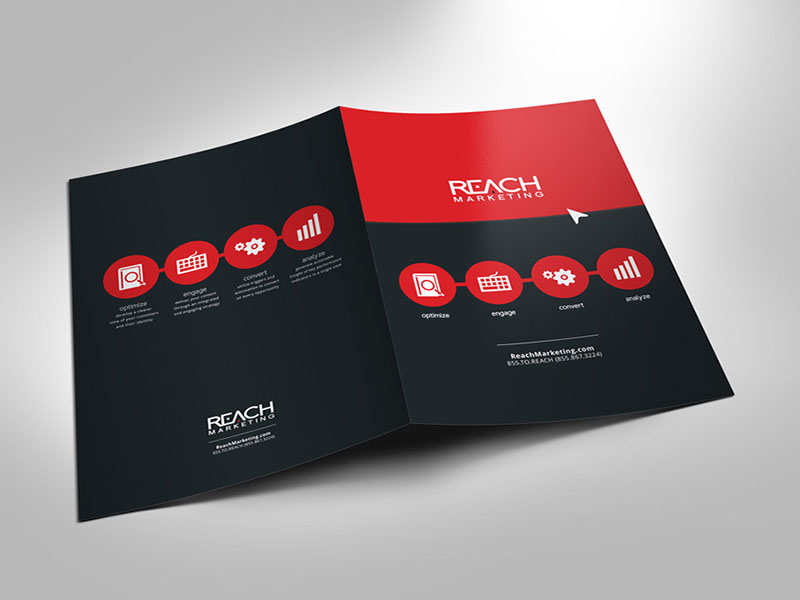 optimize
develop a clearer
view of your customers
and their identity
engage
deliver your content
through an integrated
and engaging strategy
convert
utilize triggers and
automation to convert
on every opportunity
analyze
generate actionable
insight of key performance
indicators in a single view
REACH
MARKETING
ReachMarketing.com
855.TO.REACH (855.867.3224)
REACH
MARKETING
optimize
engage
convert
analyze
ReachMarketing.com
855.TO.REACH (855.867.3224)